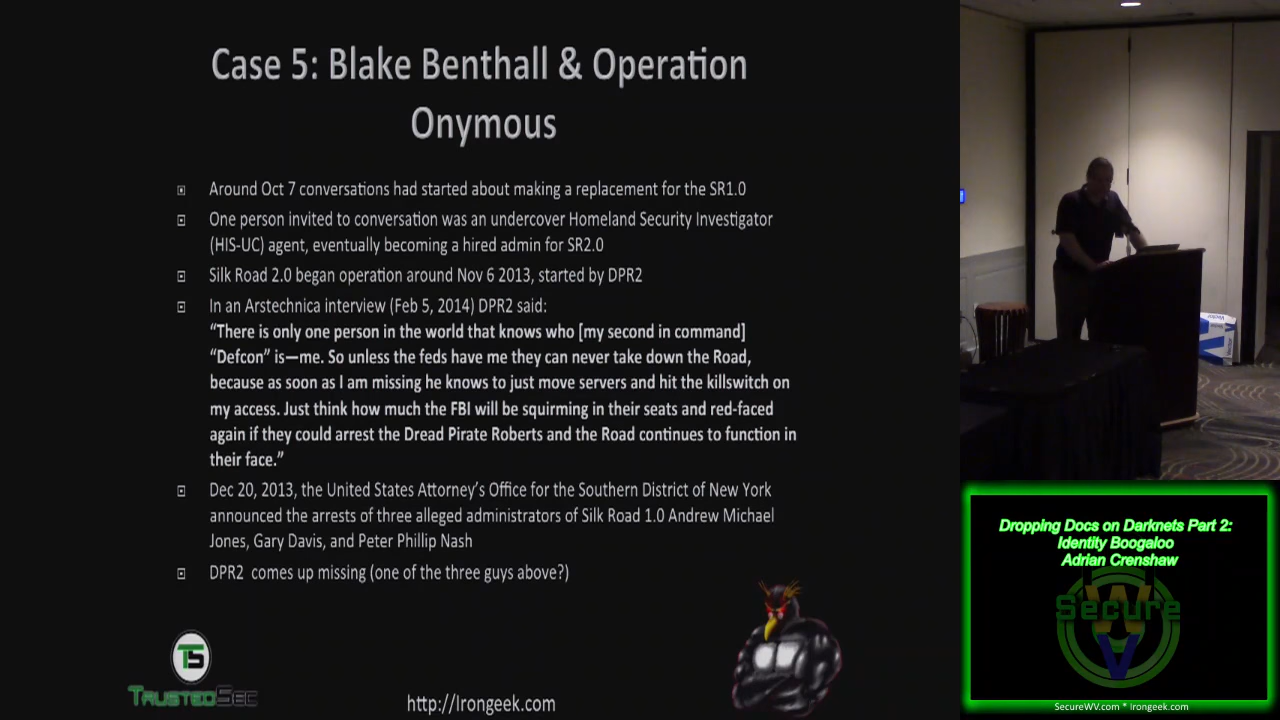 Case 5: Blake Benthall & Operation
Onymous
Around Oct 7 conversations had started about making a replacement for the SR1.0
One person invited to conversation was an undercover Homeland Security Investigator
(HIS-UC) agent, eventually becoming a hired admin for SR2.0
Silk Road 2.0 began operation around Nov 6 2013, started by DPR2
In an Arstechnica interview (Feb 5, 2014) DPR2 said:
“There is only one person in the world that knows who [my second in command]
“Defcon” is—me. So unless the feds have me they can never take down the Road,
because as soon as I am missing he knows to just move servers and hit the killswitch on
my access. Just think how much the FBI will be squirming in their seats and red-faced
again if they could arrest the Dread Pirate Roberts and the Road continues to function in
their face.”
Dec 20, 2013, the United States Attorney’s Office for the Southern District of New York
announced the arrests of three alleged administrators of Silk Road 1.0 Andrew Michael
Jones, Gary Davis, and Peter Phillip Nash
DPR2 comes up missing (one of the three guys above?)
TS
TRUSTEDSEC
http://Irongeek.com
Dropping Docs on Darknets Part 2:
Identity Boogaloo
Adrian Crenshaw
Secure
W
V
SecureWV.com * Irongeek.com